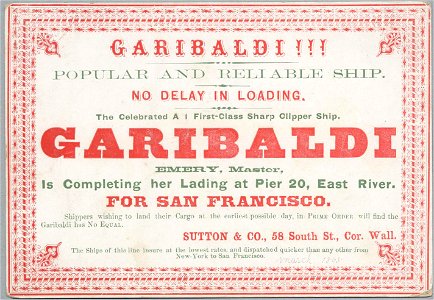 GARIBALDI!!!
POPULAR AND RELIABLE SHIP.
NO DELAY IN LOADING.
The Celebrated A 1 First-Class Sharp Clipper Ship.
GARIBALDI
EMERY, Master,
Is Completing her Lading at Pier 20, East River.
FOR SAN FRANCISCO.
Shippers wishing to land their Cargo at the earliest possible day, in PRIME ORDER will find the
Garibaldi has NO EQUAL.
SUTTON & CO., 58 South St., Cor. Wall.
The Ships of this line insure at the lowest rates, and dispatched quicker than any other from
New-York to San Francisco.